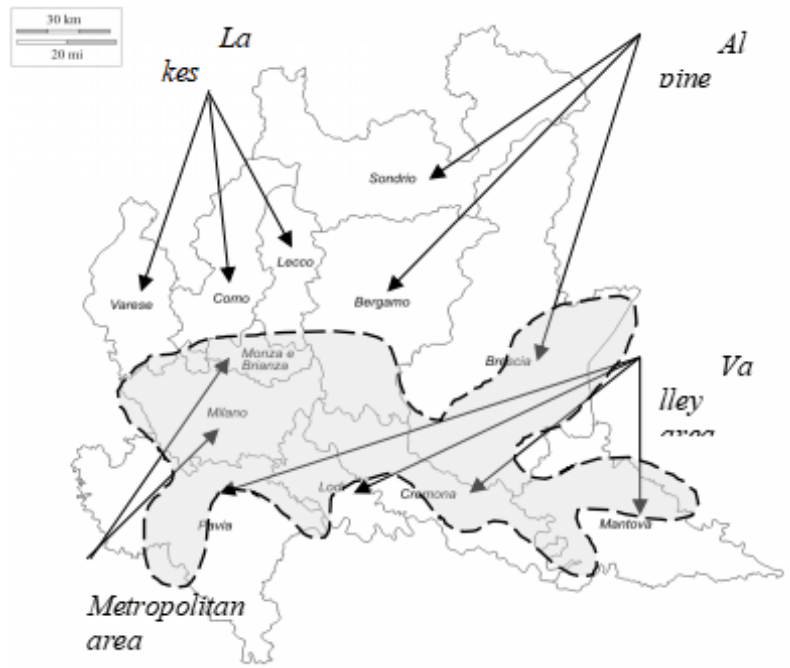 30 km
20 mi
La
kes
Al
pine
Sondrio
Lecco
Varese
Como
Bergamo
Monza e
Brianza
Brescia
Va
lley
area
Milano
Lodi
Cremona
Pavia
Mantova
Metropolitan
area